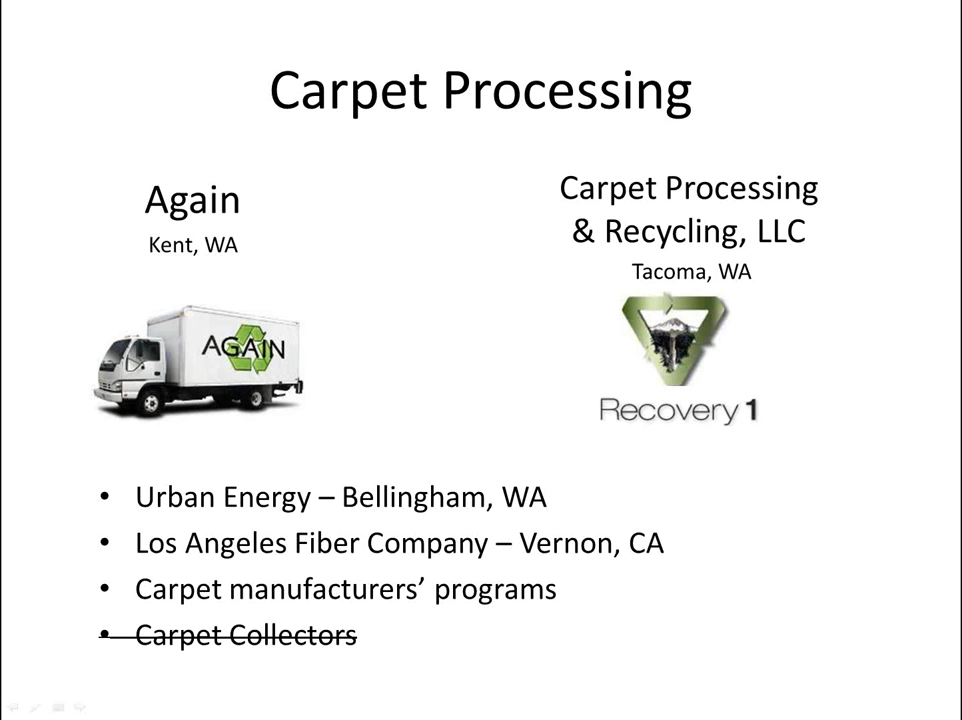 Carpet Processing
Again
Kent, WA
AGAIN
Carpet Processing
& Recycling, LLC
Tacoma, WA
Recovery 1
• Urban Energy – Bellingham, WA
• Los Angeles Fiber Company – Vernon, CA
• Carpet manufacturers’ programs
• Carpet Collectors